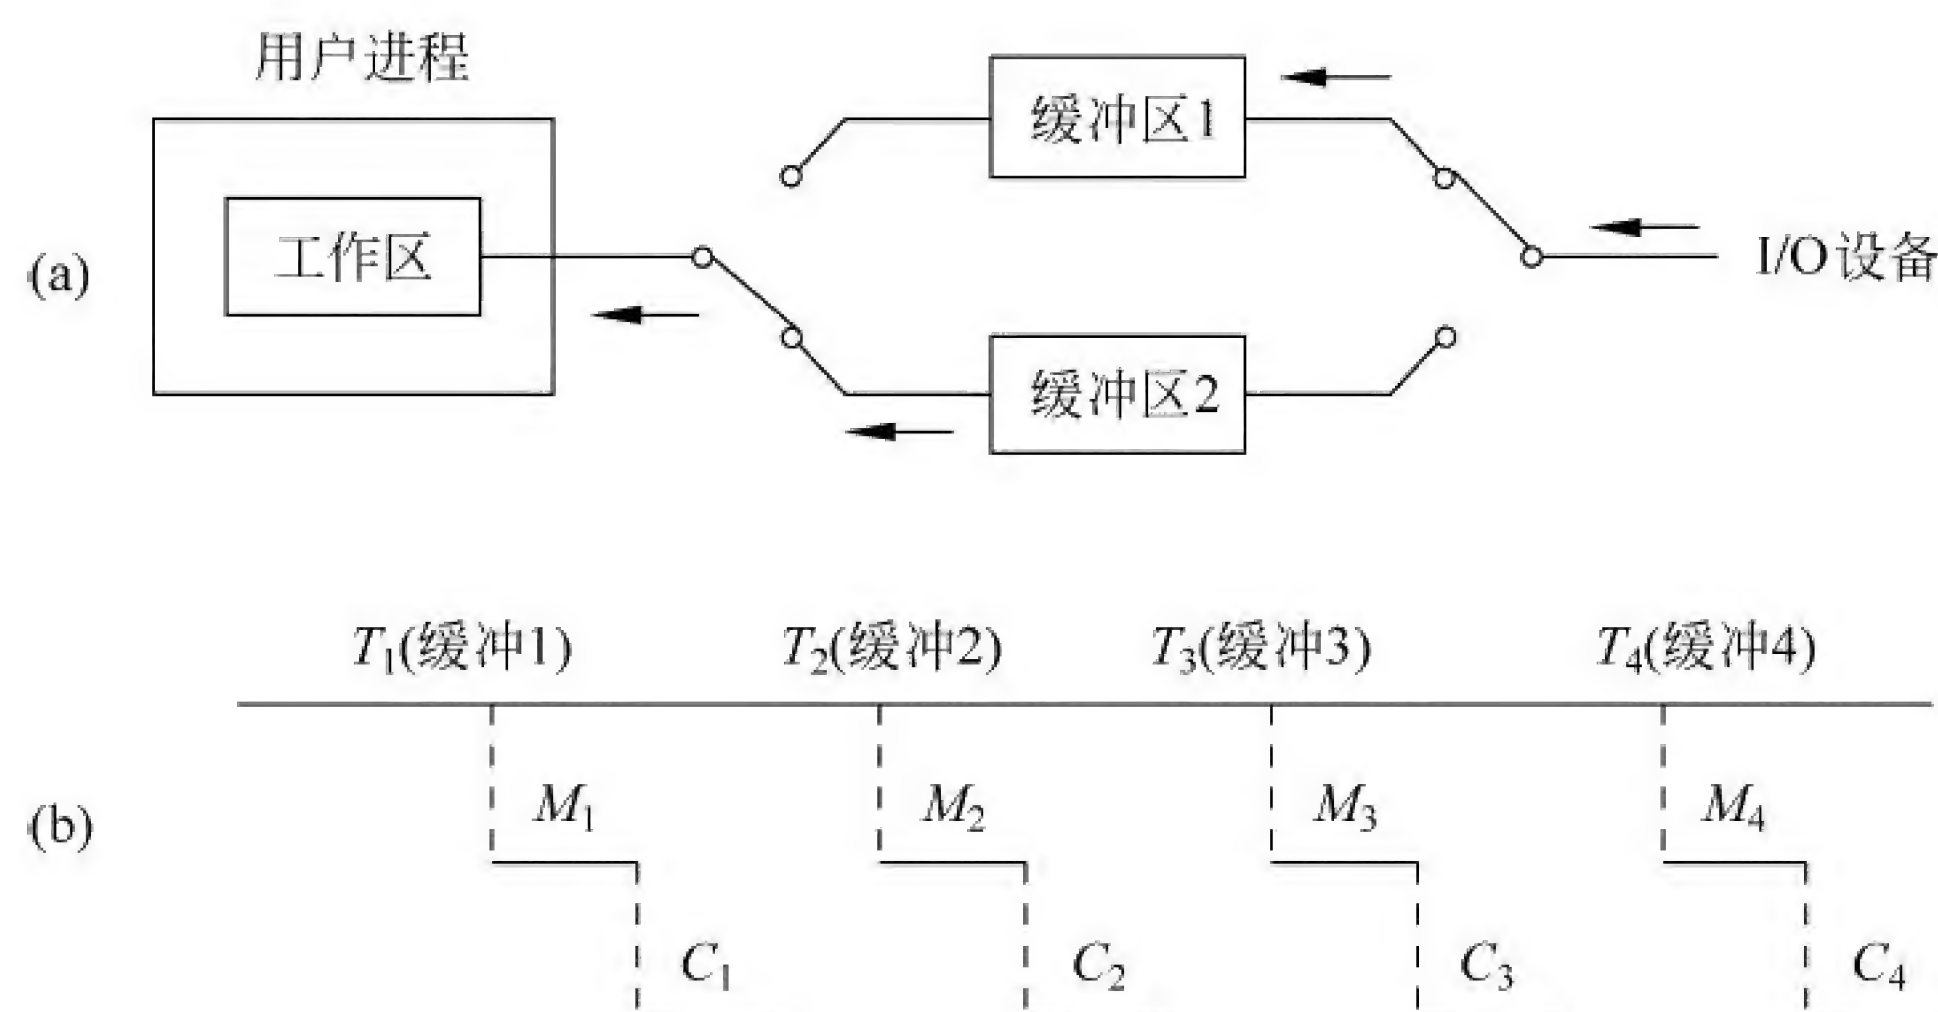 用户进程
缓冲区1
(a)
工作区
I/O设备
缓冲区2
T1(缓冲1) T2(缓冲2) T3(缓冲3) T4(缓冲4)
(b)
M1 M2 M3 M4
C1 C2 C3 C4